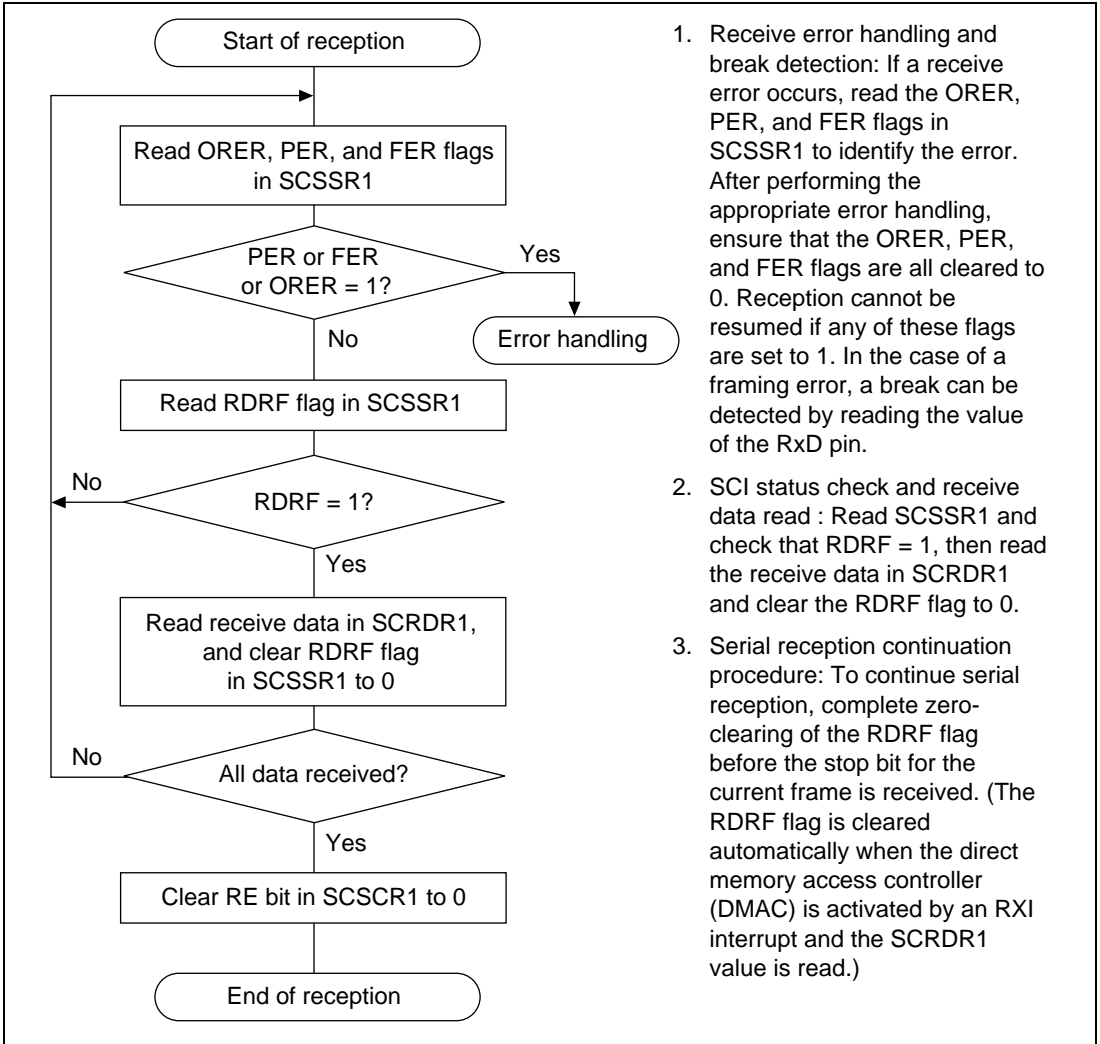 Start of reception
Read ORER, PER, and FER flags
in SCSSR1
PER or FER
or ORER = 1?
Yes
Error handling
No
Read RDRF flag in SCSSR1
No
RDRF = 1?
Yes
Read receive data in SCRDR1,
and clear RDRF flag
in SCSSR1 to 0
No
All data received?
Yes
Clear RE bit in SCSCR1 to 0
End of reception
1. Receive error handling and
break detection: If a receive
error occurs, read the ORER,
PER, and FER flags in
SCSSR1 to identify the error.
After performing the
appropriate error handling,
ensure that the ORER, PER,
and FER flags are all cleared to
0. Reception cannot be
resumed if any of these flags
are set to 1. In the case of a
framing error, a break can be
detected by reading the value
of the RxD pin.
2. SCI status check and receive
data read : Read SCSSR1 and
check that RDRF = 1, then read
the receive data in SCRDR1
and clear the RDRF flag to 0.
3. Serial reception continuation
procedure: To continue serial
reception, complete zero-
clearing of the RDRF flag
before the stop bit for the
current frame is received. (The
RDRF flag is cleared
automatically when the direct
memory access controller
(DMAC) is activated by an RXI
interrupt and the SCRDR1
value is read.)